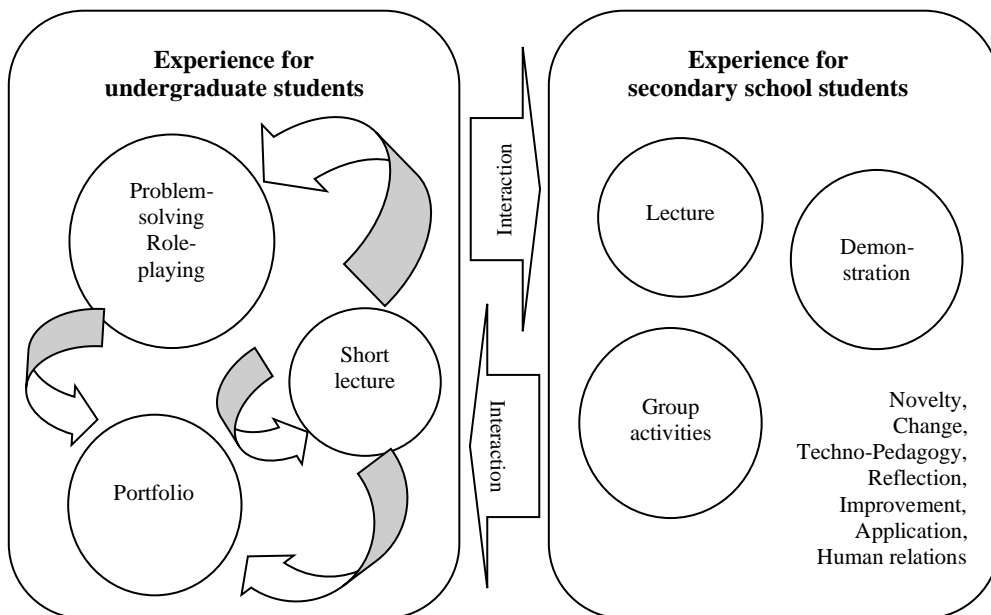 Experience for
undergraduate students
Problem-
solving
Role-
playing
Short
lecture
Portfolio
Interaction
Interaction
Experience for
secondary school students
Lecture
Demon-
stration
Group
activities
Novelty,
Change,
Techno-Pedagogy,
Reflection,
Improvement,
Application,
Human relations